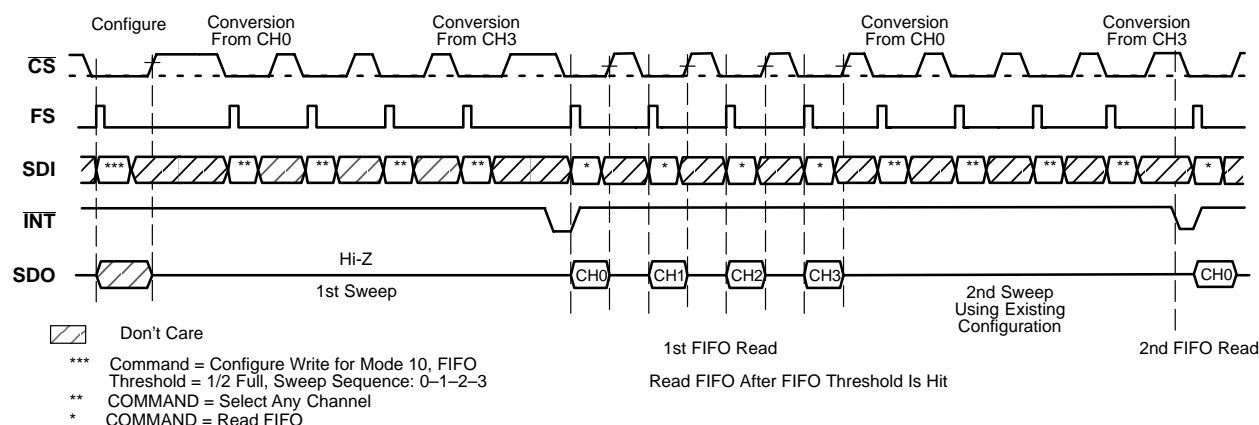 Configure
Conversion
From CH0
Conversion
From CH3
Conversion
From CH0
Conversion
From CH3
CS
FS
SDI
*** ** ** ** ** * * * * ** ** ** ** *
INT
SDO
Hi-Z
1st Sweep
CH0 CH1 CH2 CH3 CH0
2nd Sweep
Using Existing
Configuration
1st FIFO Read
2nd FIFO Read
Read FIFO After FIFO Threshold Is Hit
Don't Care
*** Command = Configure Write for Mode 10, FIFO
Threshold = 1/2 Full, Sweep Sequence: 0–1–2–3
** COMMAND = Select Any Channel
* COMMAND = Read FIFO